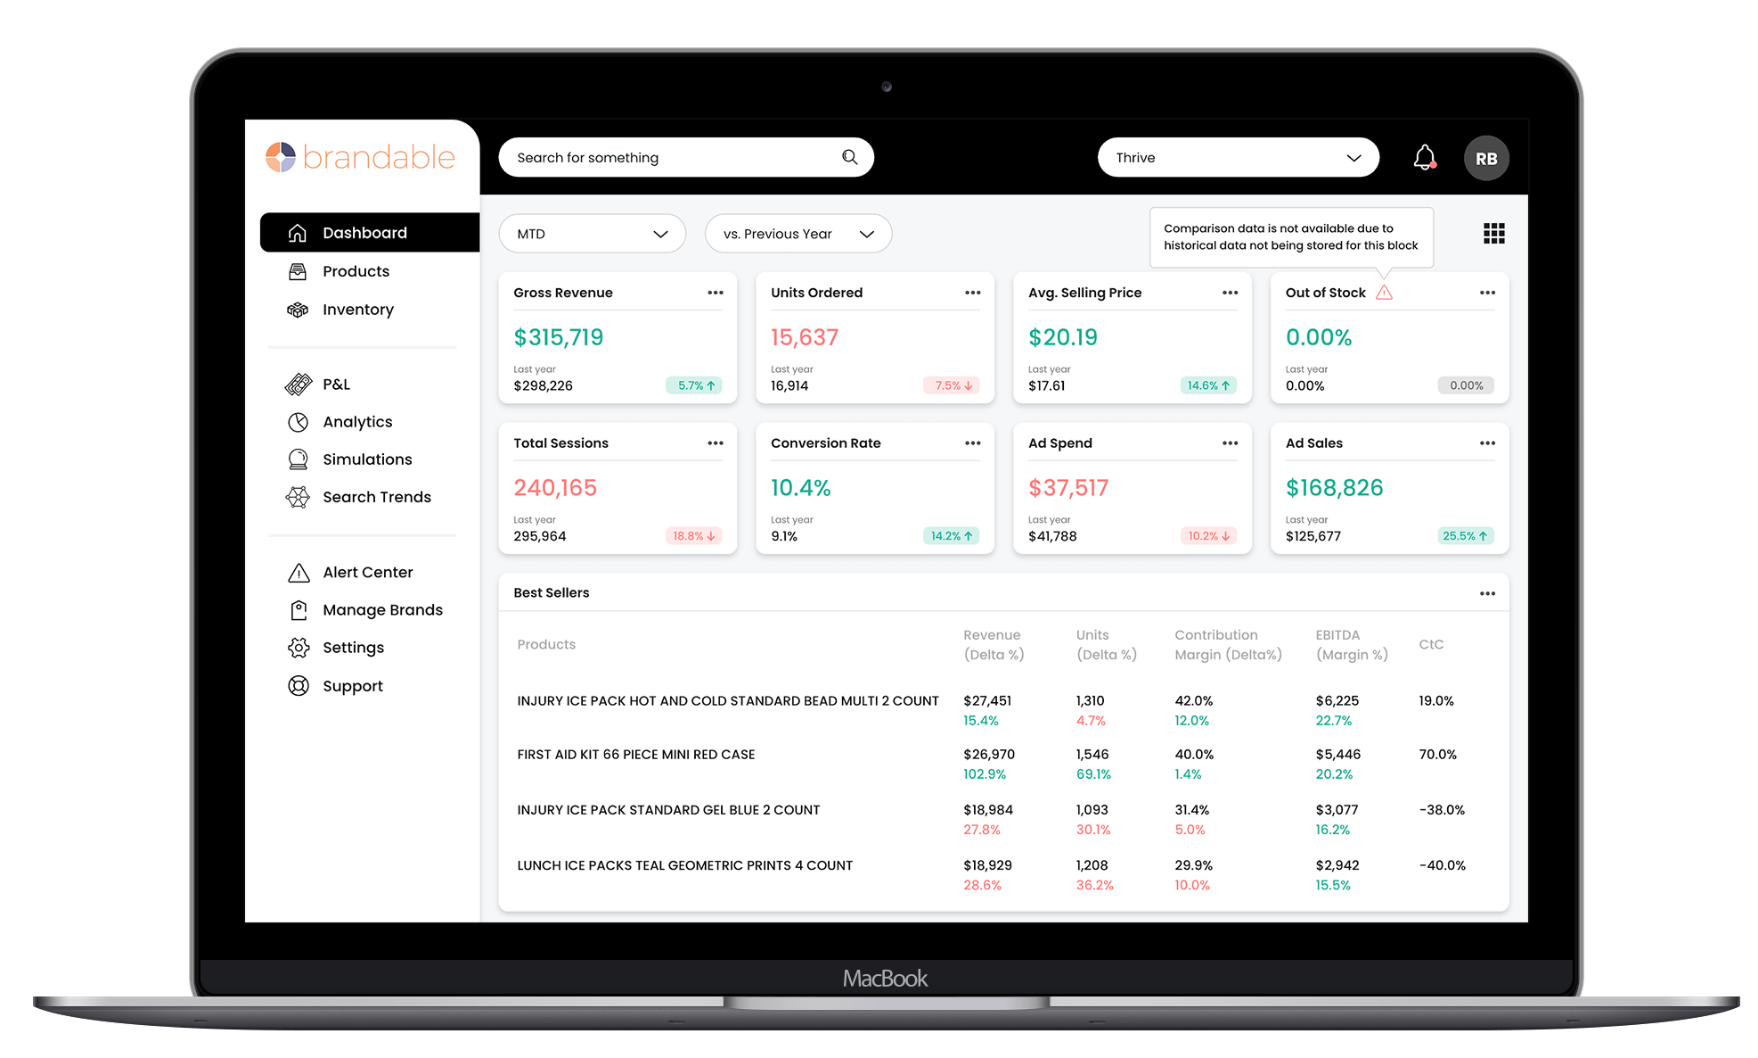 brandable
Search for something
Thrive
RB
Dashboard
Products
Inventory
P&L
Analytics
Simulations
Search Trends
Alert Center
Manage Brands
Settings
Support
MTD
vs. Previous Year
Comparison data is not available due to
historical data not being stored for this block
Gross Revenue
$315,719
Last year
$298,226
5.7% ↑
Units Ordered
15,637
Last year
16,914
7.5% ↓
Avg. Selling Price
$20.19
Last year
$17.61
14.6% ↑
Out of Stock
0.00%
Last year
0.00%
0.00%
Total Sessions
240,165
Last year
295,964
18.8% ↓
Conversion Rate
10.4%
Last year
9.1%
14.2% ↑
Ad Spend
$37,517
Last year
$41,788
10.2% ↓
Ad Sales
$168,826
Last year
$125,677
25.5% ↑
Best Sellers
Products
Revenue
(Delta %)
Units
(Delta %)
Contribution
Margin (Delta%)
EBITDA
(Margin %)
CtC
INJURY ICE PACK HOT AND COLD STANDARD BEAD MULTI 2 COUNT
$27,451
15.4%
1,310
4.7%
42.0%
12.0%
$6,225
22.7%
19.0%
FIRST AID KIT 66 PIECE MINI RED CASE
$26,970
102.9%
1,546
69.1%
40.0%
1.4%
$5,446
20.2%
70.0%
INJURY ICE PACK STANDARD GEL BLUE 2 COUNT
$18,984
27.8%
1,093
30.1%
31.4%
5.0%
$3,077
16.2%
-38.0%
LUNCH ICE PACKS TEAL GEOMETRIC PRINTS 4 COUNT
$18,929
28.6%
1,208
36.2%
29.9%
10.0%
$2,942
15.5%
-40.0%
MacBook